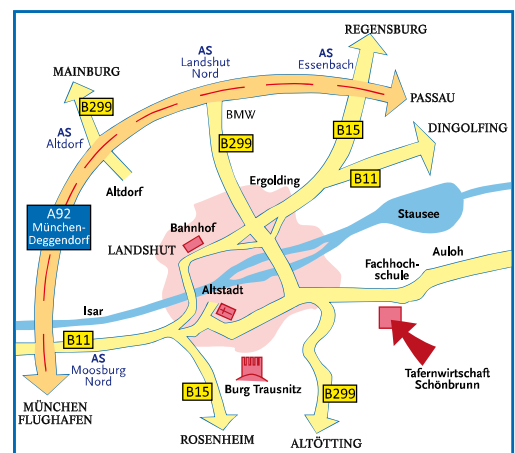 REGENSBURG
AS
Landshut
Nord
AS
Essenbach
MAINBURG
B299
PASSAU
AS
Altdorf
BMW
B15
DINGOLFING
B299
Altdorf
Ergolding
B11
A92
München-
Deggendorf
Bahnhof
Stausee
LANDSHUT
Auloh
Fachhoch-
schule
Altstadt
Isar
B11
AS
Moosburg
Nord
Tafernwirtschaft
Schönbrunn
B15
Burg Trausnitz
B299
MÜNCHEN
FLUGHAFEN
ROSENHEIM
ALTÖTTING